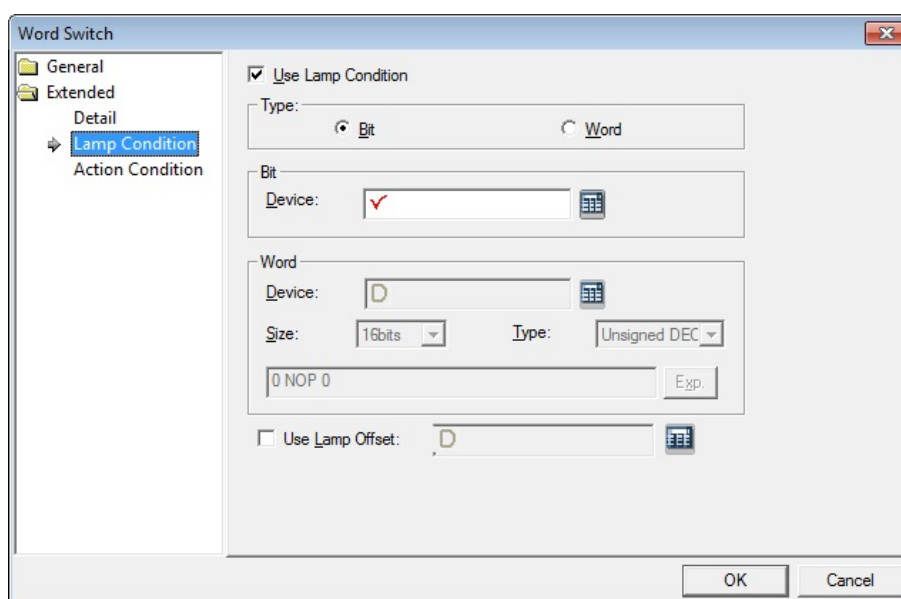 Word Switch
General
Extended
Detail
Lamp Condition
Action Condition
Use Lamp Condition
Type:
Bit Word
Bit
Device:
Word
Device: D
Size: 16bits Type: Unsigned DEC
0 NOP 0 Exp.
Use Lamp Offset: D
OK Cancel